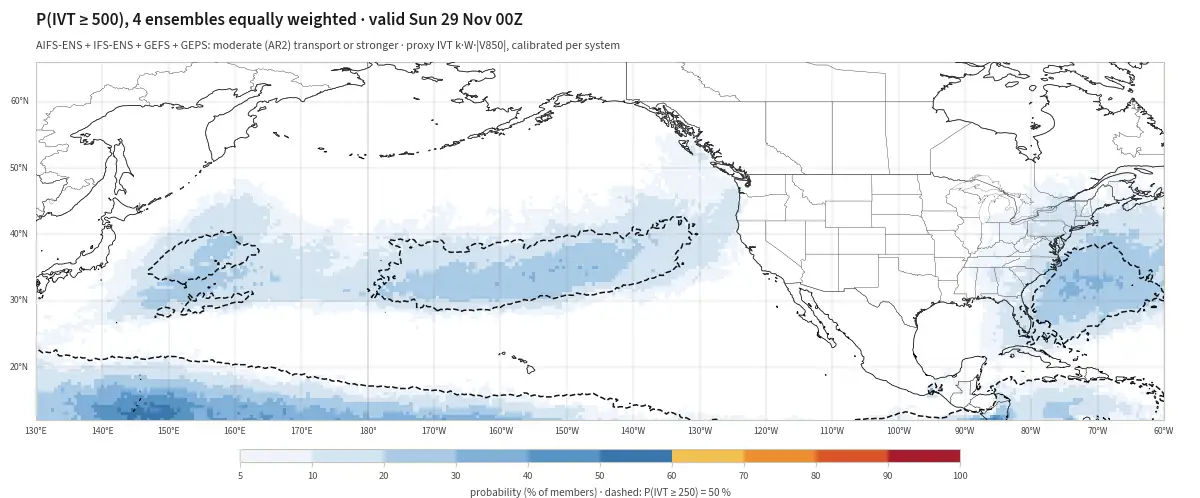 P(IVT ≥ 500), 4 ensembles equally weighted · valid Sun 29 Nov 00Z
AIFS-ENS + IFS-ENS + GEFS + GEPS: moderate (AR2) transport or stronger · proxy IVT k·W·|V850|, calibrated per system
60°N
50°N
40°N
30°N
20°N
130°E 140°E 150°E 160°E 170°E 180° 170°W 160°W 150°W 140°W 130°W 120°W 110°W 100°W 90°W 80°W 70°W 60°W
5 10 20 30 40 50 60 70 80 90 100
probability (% of members) · dashed: P(IVT ≥ 250) = 50 %